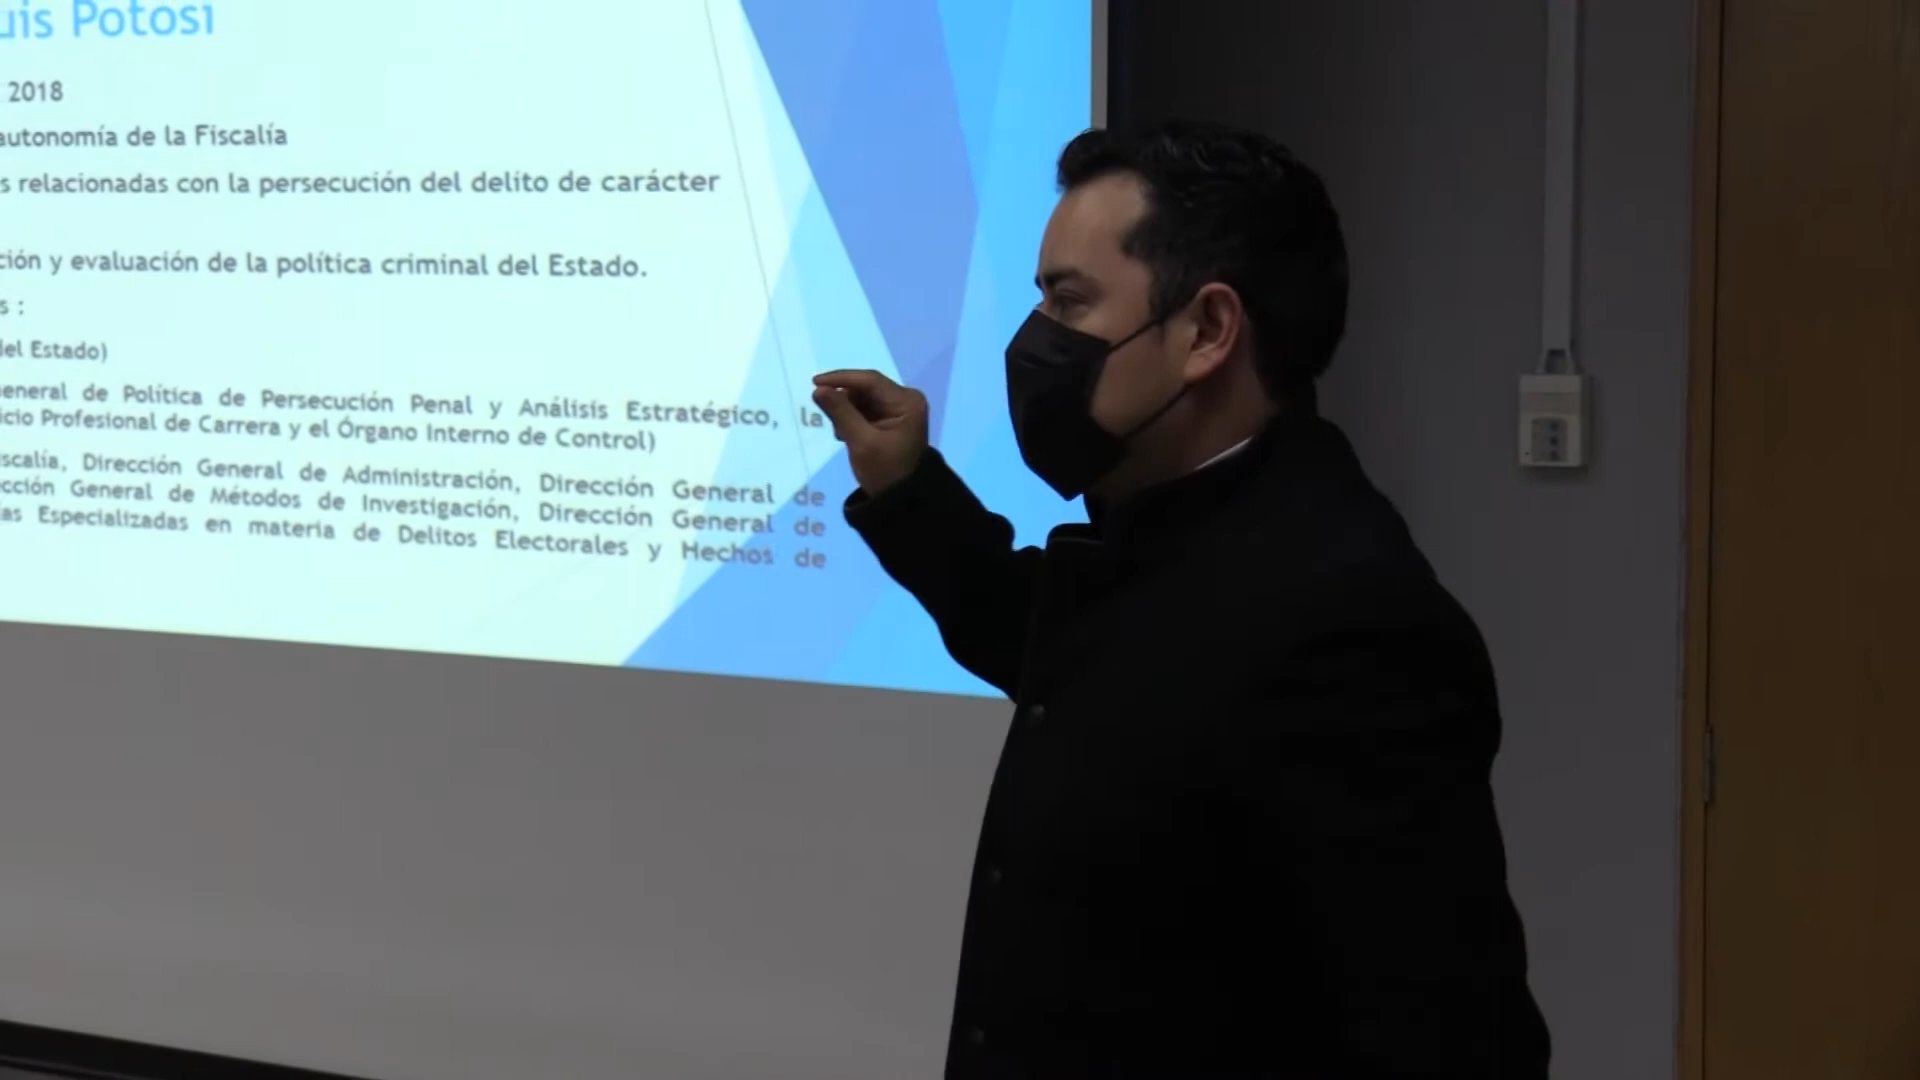 uis Potosí
2018
autonomía de la Fiscalía
s relacionadas con la persecución del delito de carácter
ción y evaluación de la política criminal del Estado.
s :
del Estado)
eneral de Política de Persecución Penal y Análisis Estratégico, la
icio Profesional de Carrera y el Órgano Interno de Control)
iscalía, Dirección General de Administración, Dirección General de
cción General de Métodos de Investigación, Dirección General de
as Especializadas en materia de Delitos Electorales y Hechos de